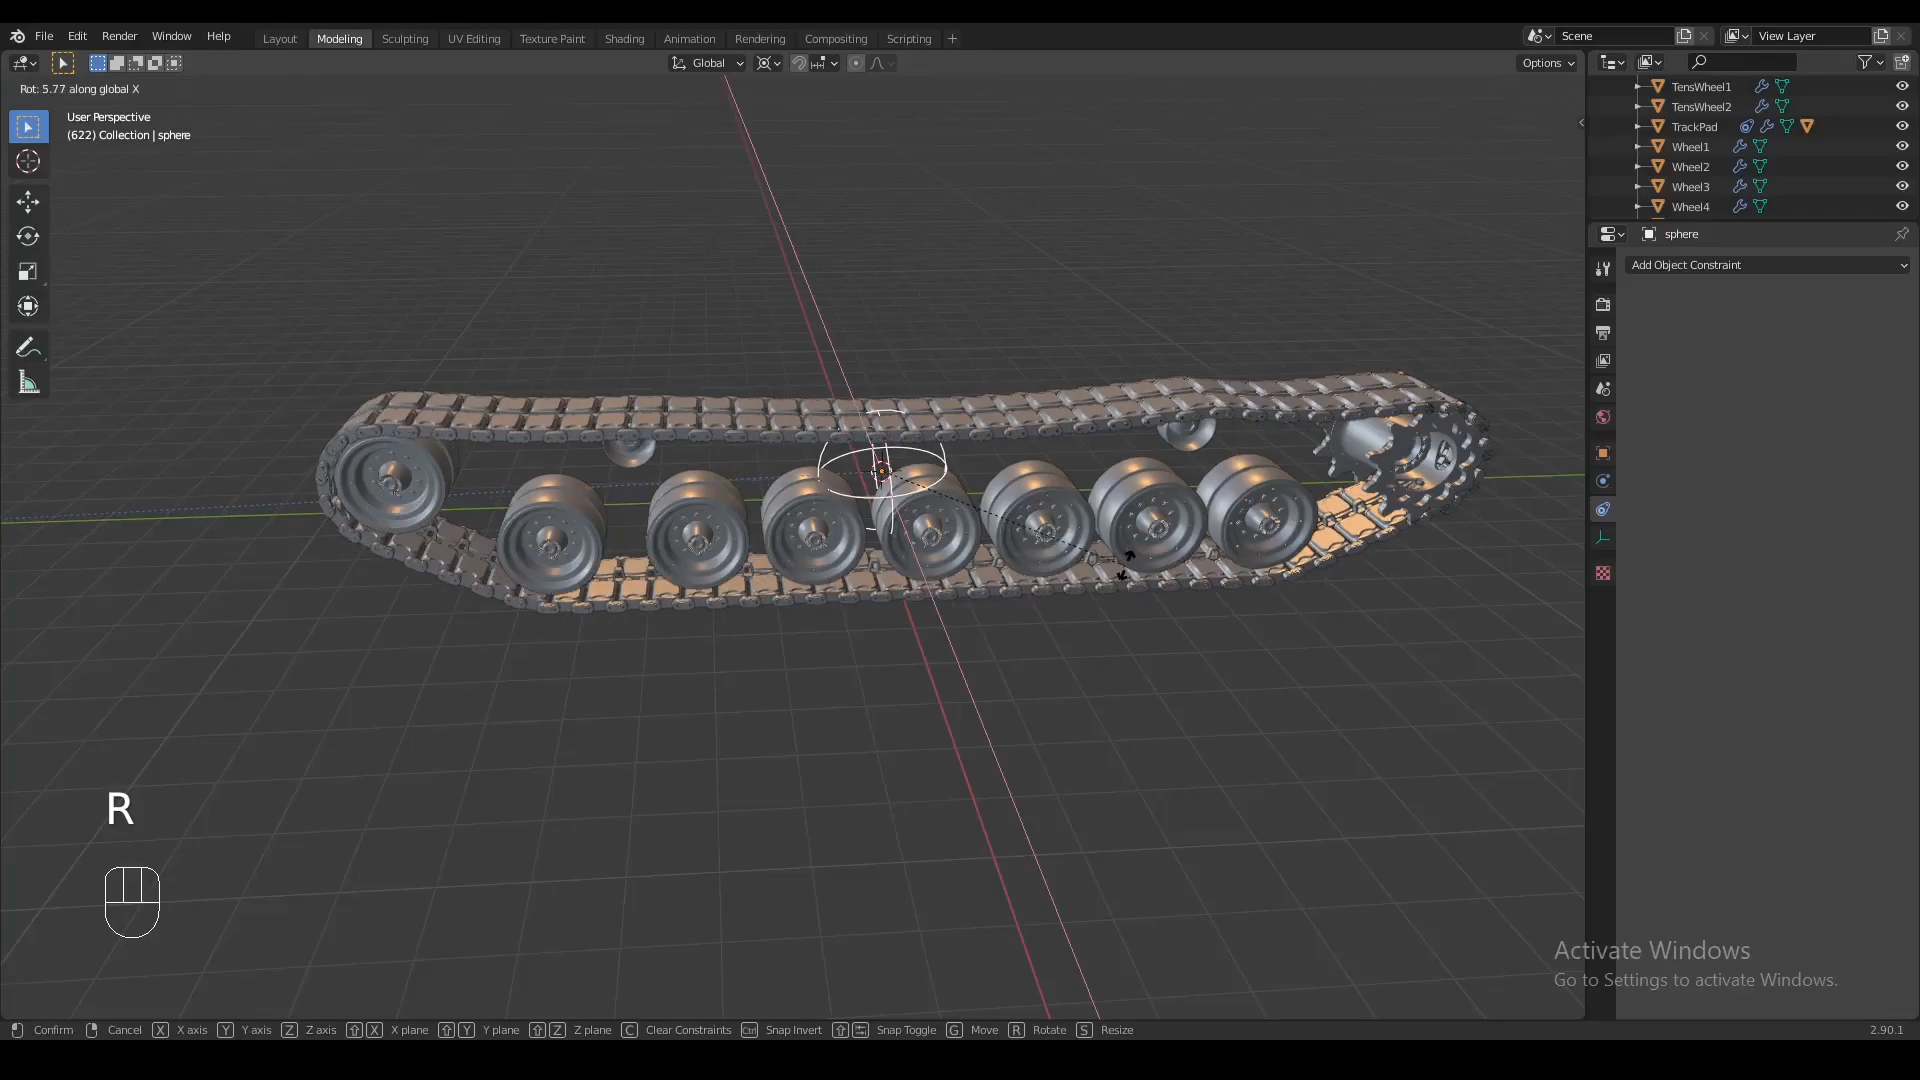 File Edit Render Window Help Layout Modeling Sculpting UV Editing Texture Paint Shading Animation Rendering Compositing Scripting + Scene View Layer
Global Options
Rot: 5.77 along global X
User Perspective
(622) Collection | sphere
TensWheel1
TensWheel2
TrackPad
Wheel1
Wheel2
Wheel3
Wheel4
sphere
Add Object Constraint
R
Activate Windows
Go to Settings to activate Windows.
Confirm Cancel X X axis Y Y axis Z Z axis X X plane Y Y plane Z Z plane C Clear Constraints Ctrl Snap Invert Snap Toggle G Move R Rotate S Resize 2.90.1